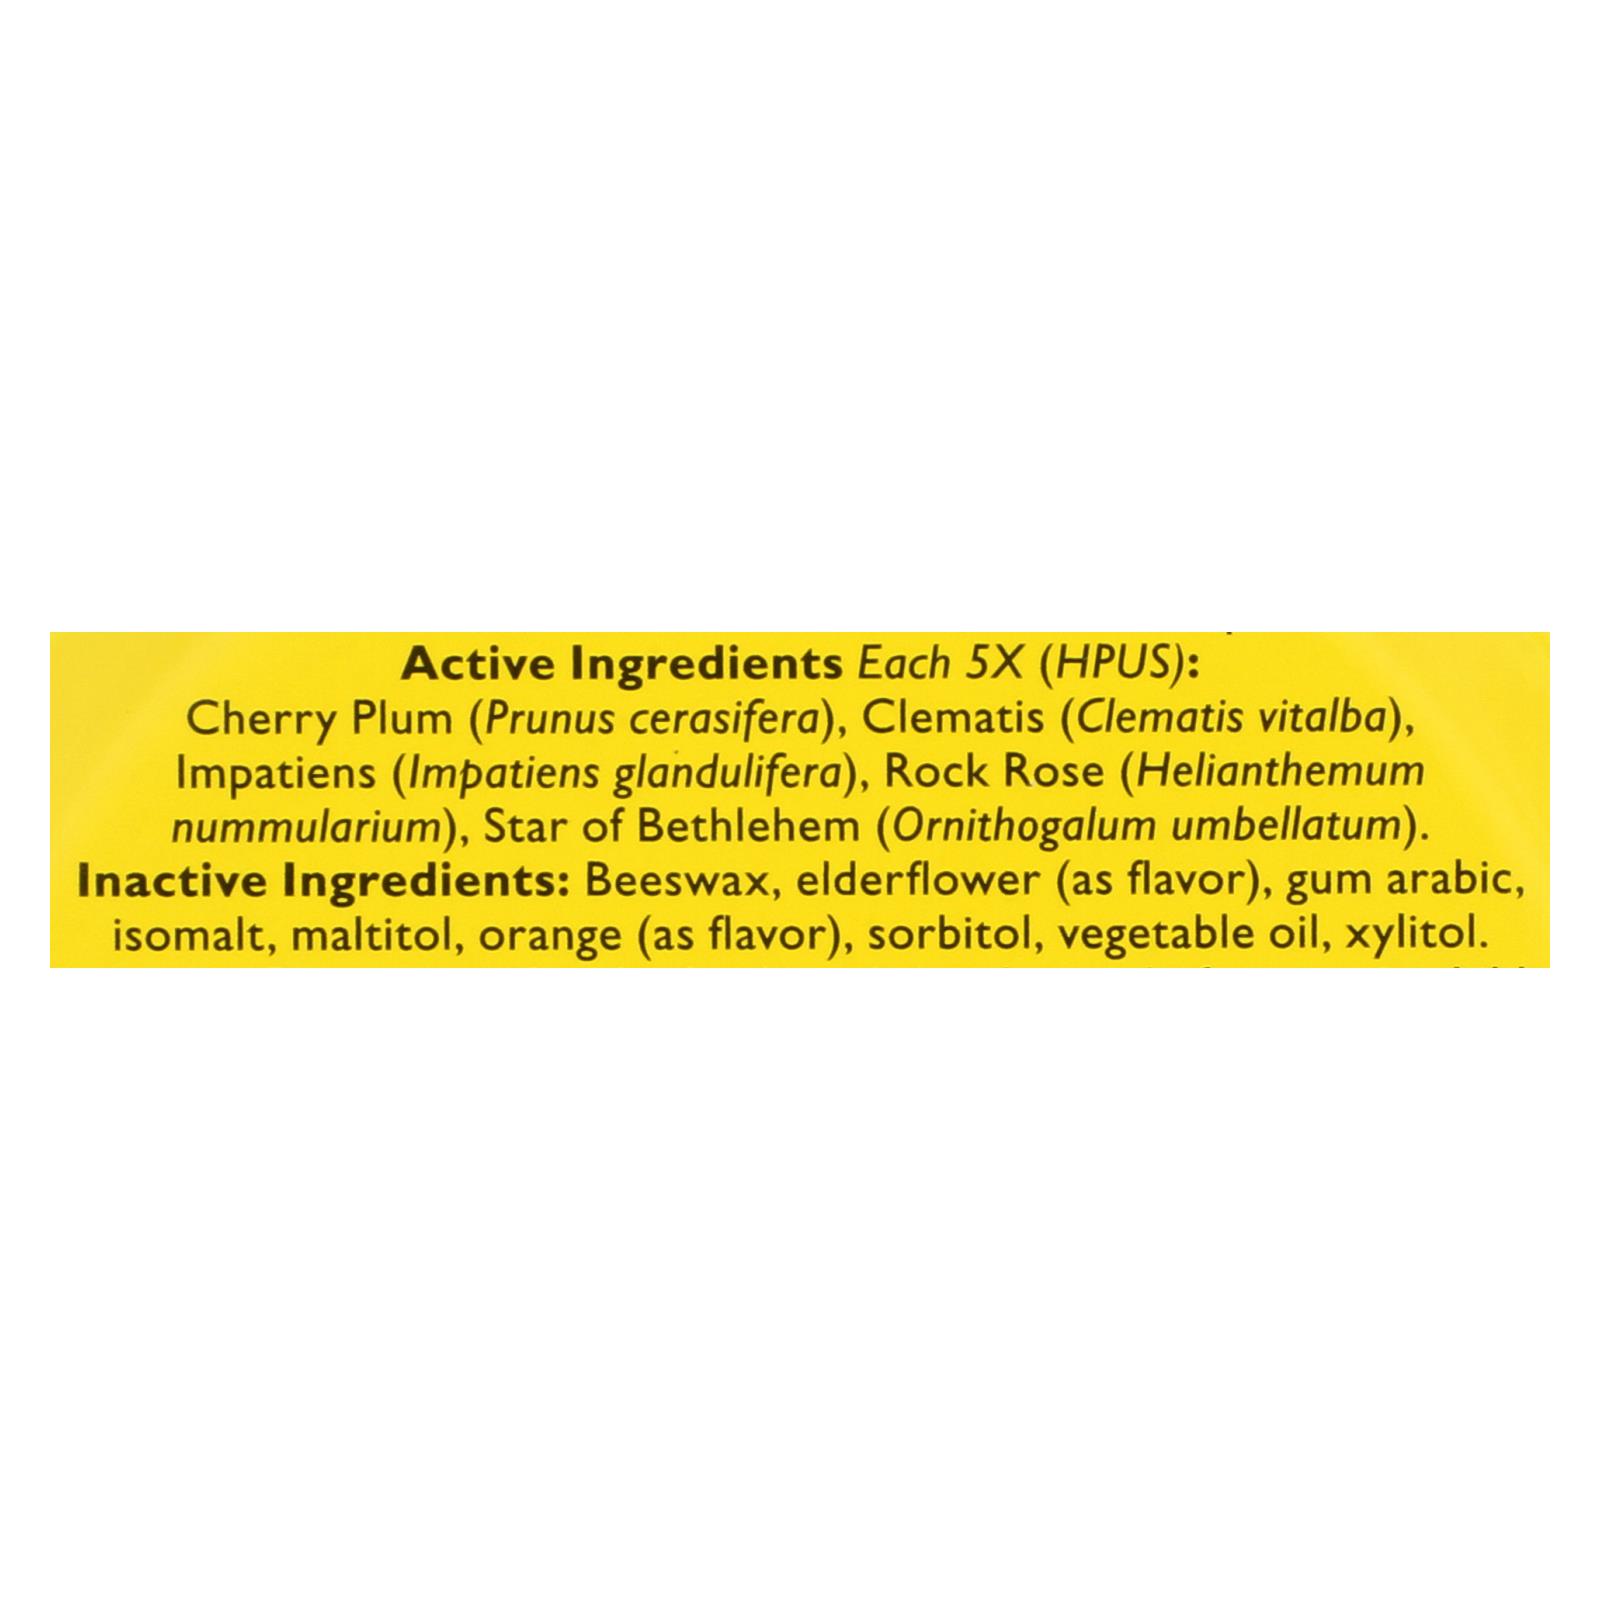 Active Ingredients Each 5X (HPUS):
Cherry Plum (Prunus cerasifera), Clematis (Clematis vitalba),
Impatiens (Impatiens glandulifera), Rock Rose (Helianthemum
nummularium), Star of Bethlehem (Ornithogalum umbellatum).
Inactive Ingredients: Beeswax, elderflower (as flavor), gum arabic,
isomalt, maltitol, orange (as flavor), sorbitol, vegetable oil, xylitol.